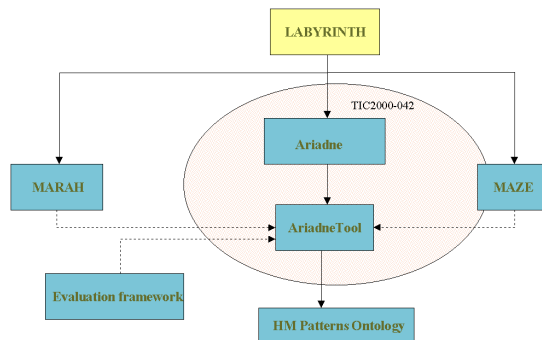 LABYRINTH
TIC2000-042
Ariadne
MARAH
MAZE
AriadneTool
Evaluation framework
HM Patterns Ontology